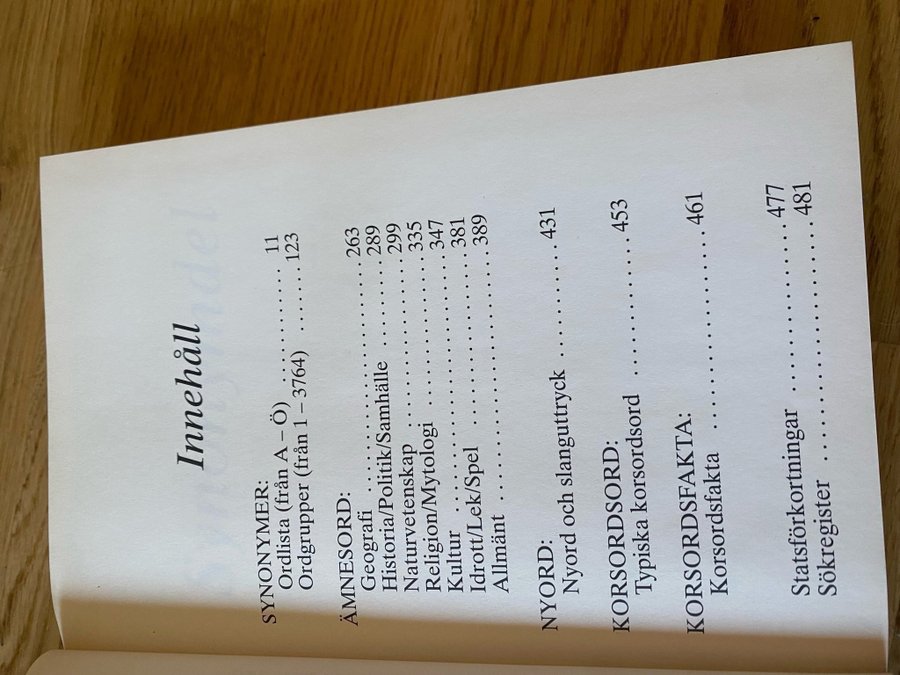 Innehåll
SYNONYMER:
Ordlista (från A – Ö) . . . . . . . . . . . . 11
Ordgrupper (från 1 – 3764) . . . . . . . 123
ÄMNESORD:
Geografi . . . . . . . . . . . . . . . . . . . . . . . 263
Historia/Politik/Samhälle . . . . . . . . . . 289
Naturvetenskap . . . . . . . . . . . . . . . . . 299
Religion/Mytologi . . . . . . . . . . . . . . . 335
Kultur . . . . . . . . . . . . . . . . . . . . . . . . 347
Idrott/Lek/Spel . . . . . . . . . . . . . . . . . 381
Allmänt . . . . . . . . . . . . . . . . . . . . . . . 389
NYORD:
Nyord och slanguttryck . . . . . . . . . . . 431
KORSORDSORD:
Typiska korsordsord . . . . . . . . . . . . . 453
KORSORDSFAKTA:
Korsordsfakta . . . . . . . . . . . . . . . . . . 461
Statsförkortningar . . . . . . . . . . . . . . . 477
Sökregister . . . . . . . . . . . . . . . . . . . . 481